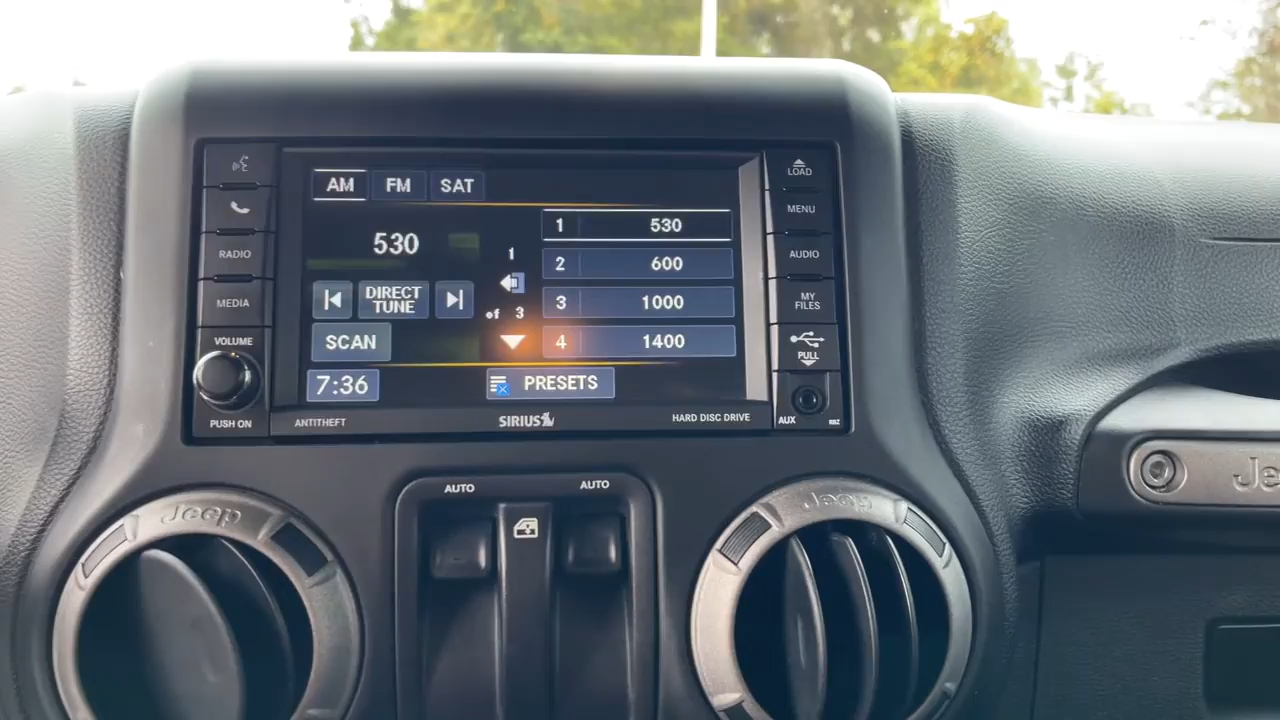 LOAD
AM FM SAT
MENU
530
1 530
RADIO
AUDIO
1
2 600
DIRECT
TUNE
MEDIA
of 3
3 1000
MY
FILES
SCAN
4 1400
VOLUME
PULL
7:36
PRESETS
PUSH ON
ANTITHEFT
SIRIUS
HARD DISC DRIVE
AUX
RBZ
AUTO
AUTO
Jeep
Jeep
Je